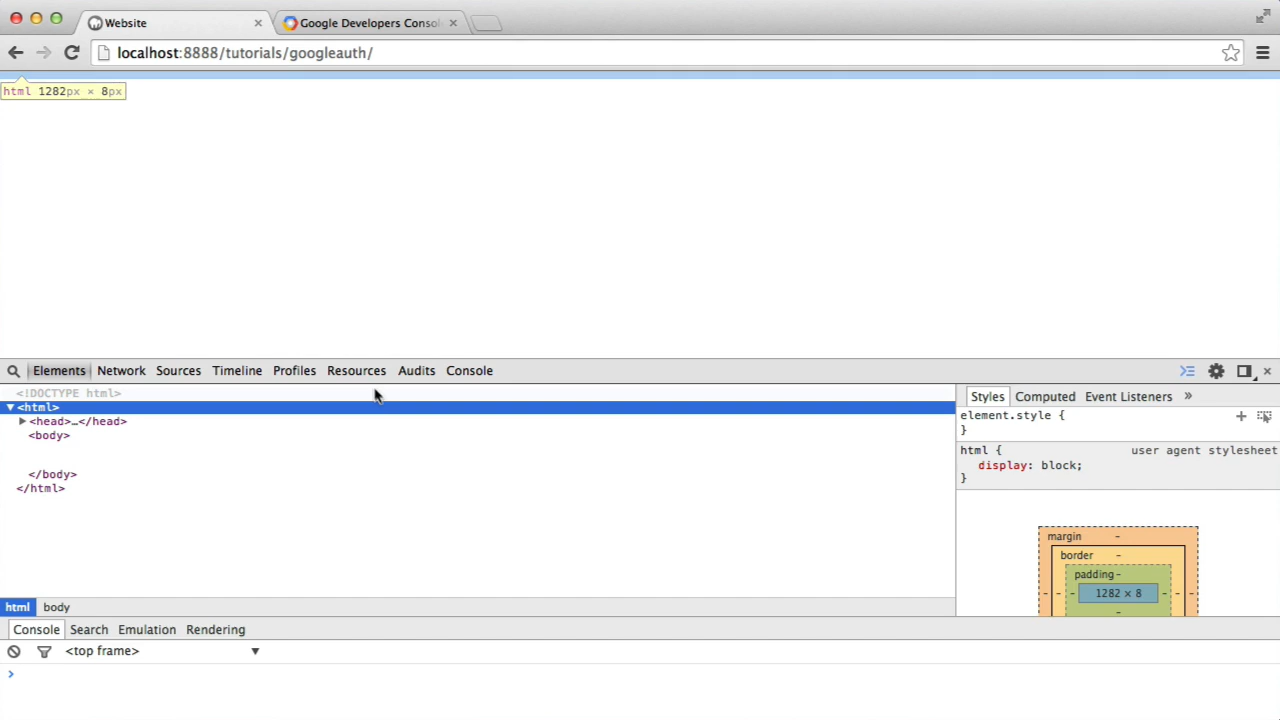 Website
Google Developers Conso
localhost:8888/tutorials/googleauth/
html 1282px × 8px
Elements Network Sources Timeline Profiles Resources Audits Console
<!DOCTYPE html>
▼<html>
▶<head>…</head>
<body>
</body>
</html>
html body
Styles Computed Event Listeners »
element.style {
}
html { user agent stylesheet
display: block;
}
margin -
border -
padding -
- - - 1282 × 8 - - -
-
Console Search Emulation Rendering
<top frame> ▼
>